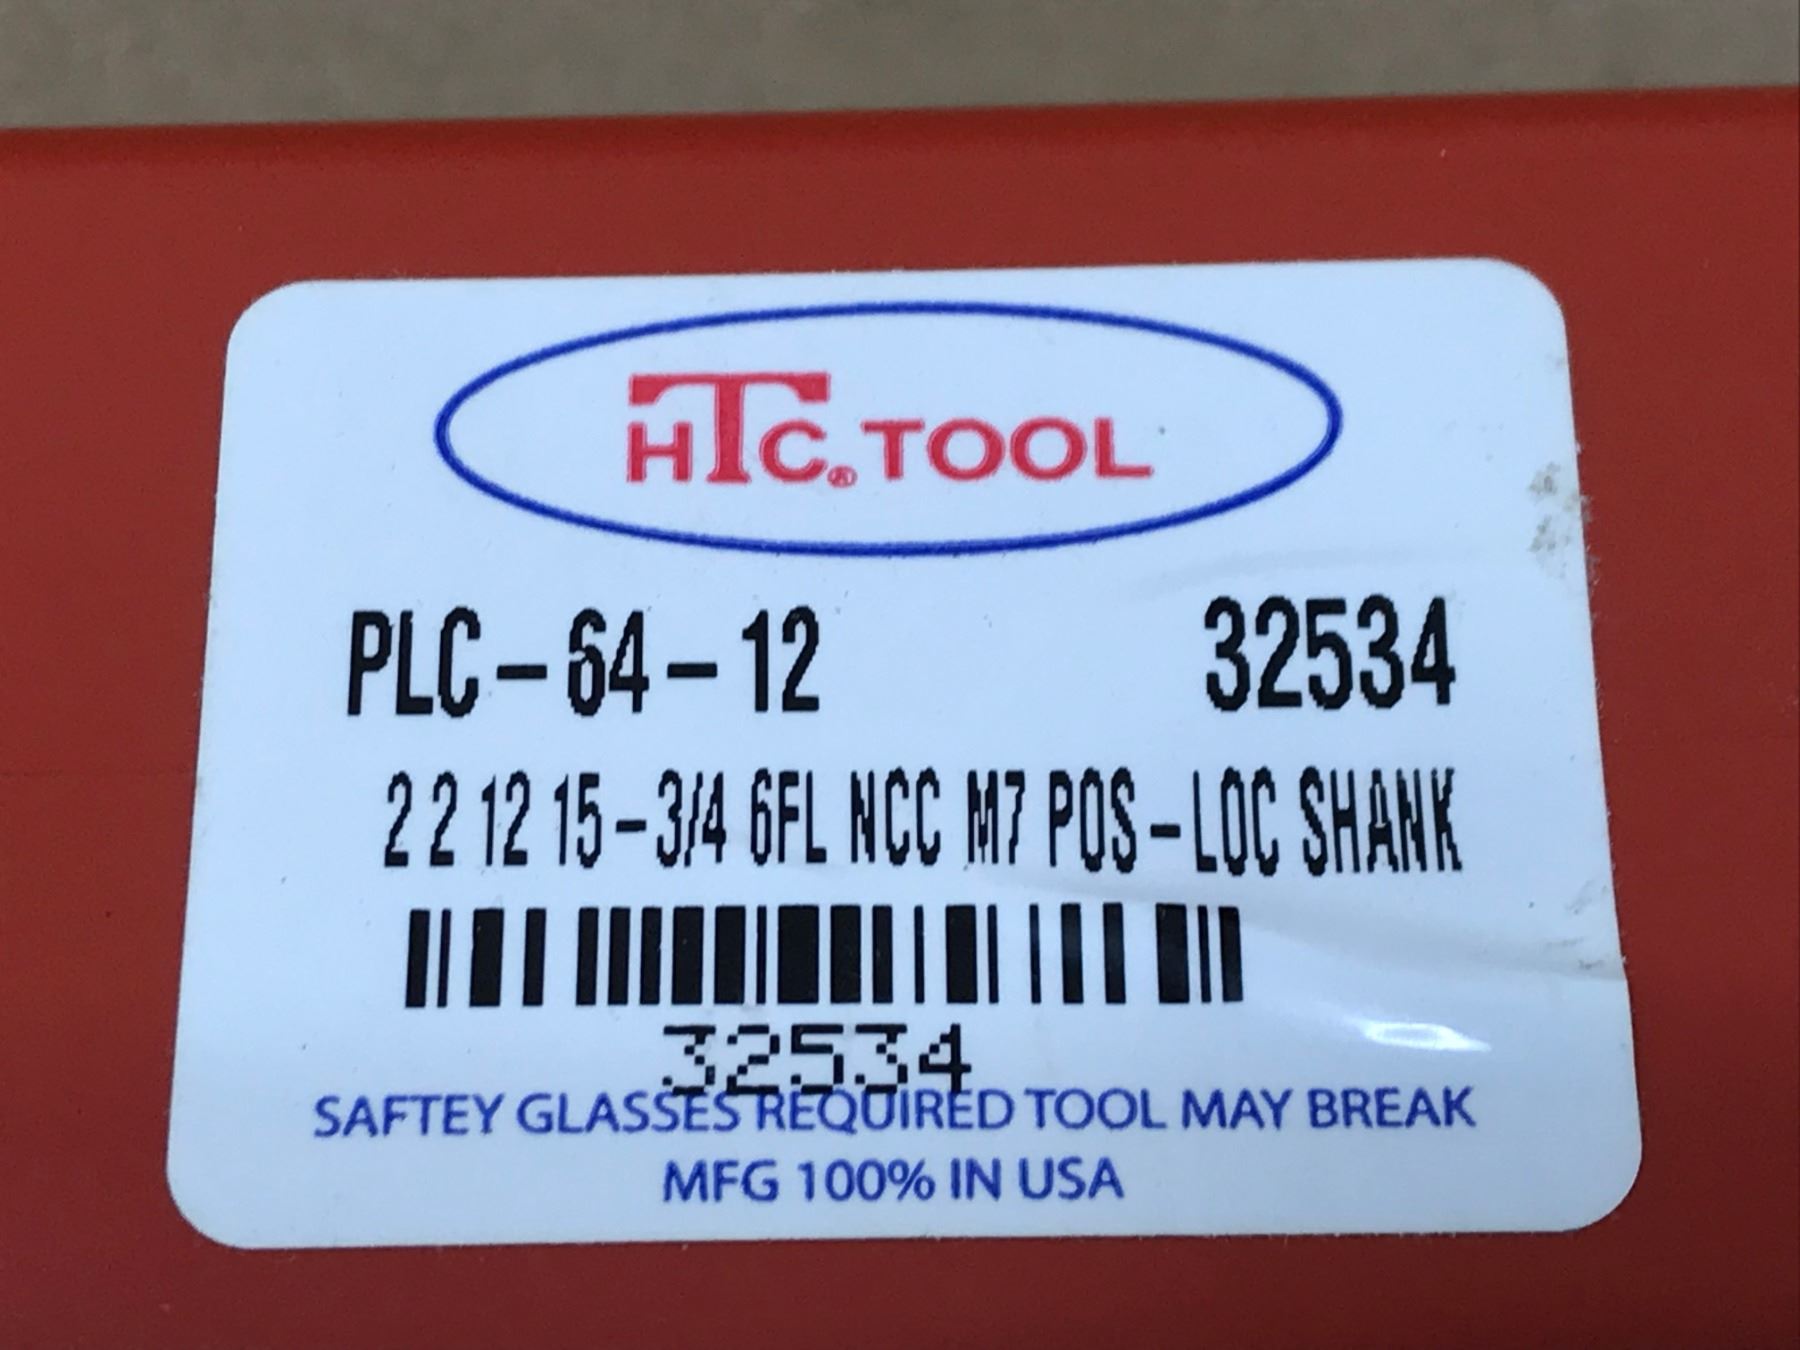 HTC® TOOL
PLC-64-12 32534
2 2 12 15-3/4 6FL NCC M7 POS-LOC SHANK
32534
SAFTEY GLASSES REQUIRED TOOL MAY BREAK
MFG 100% IN USA